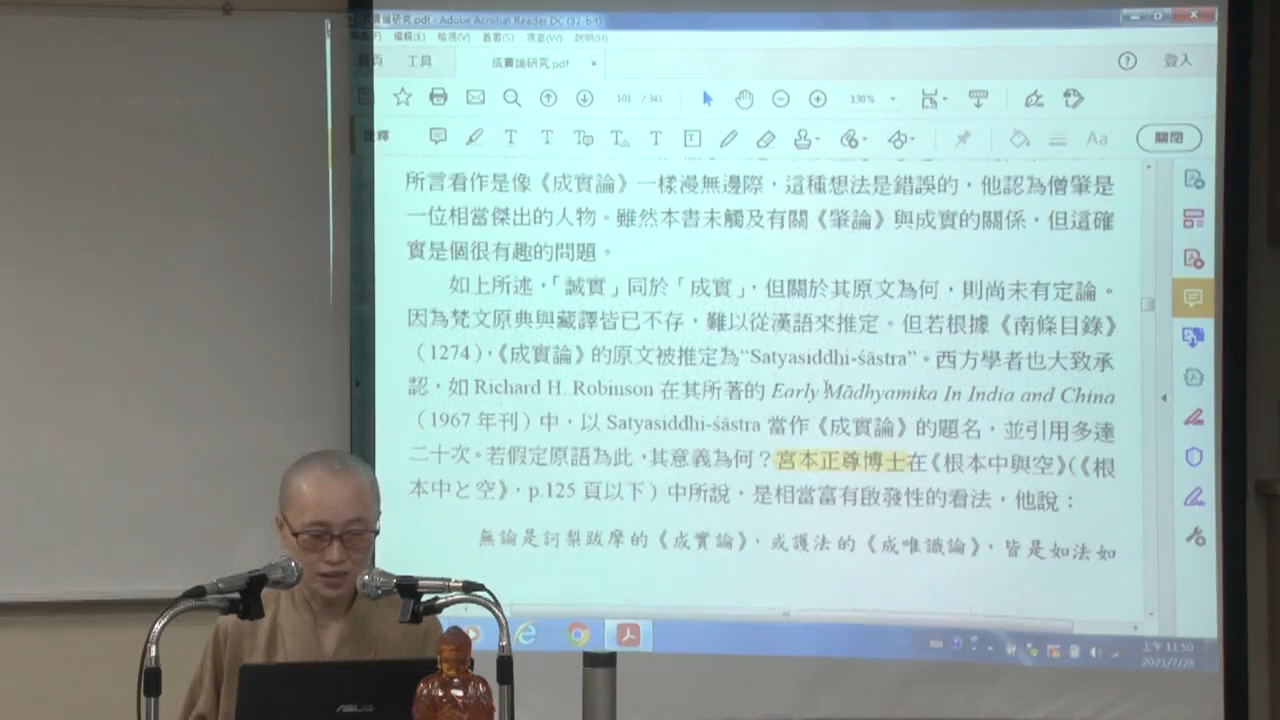 成實論研究.pdf - Adobe Acrobat Reader DC (32-bit)
編輯(E) 檢視(V) 簽署(S) 視窗(W) 說明(H)
首頁 工具 成實論研究.pdf × 登入
101 / 341 130%
註釋 關閉
所言看作是像《成實論》一樣漫無邊際，這種想法是錯誤的，他認為僧肇是
一位相當傑出的人物。雖然本書未觸及有關《肇論》與成實的關係，但這確
實是個很有趣的問題。
如上所述，「誠實」同於「成實」，但關於其原文為何，則尚未有定論。
因為梵文原典與藏譯皆已不存，難以從漢語來推定。但若根據《南條目錄》
（1274），《成實論》的原文被推定為“Satyasiddhi-śāstra”。西方學者也大致承
認，如 Richard H. Robinson 在其所著的 Early Mādhyamika In India and China
（1967 年刊）中，以 Satyasiddhi-śāstra 當作《成實論》的題名，並引用多達
二十次。若假定原語為此，其意義為何？宮本正尊博士在《根本中與空》（《根
本中と空》，p.125 頁以下）中所說，是相當富有啟發性的看法，他說：
無論是訶梨跋摩的《成實論》，或護法的《成唯識論》，皆是如法如
上午 11:50
2021/7/28
ASUS